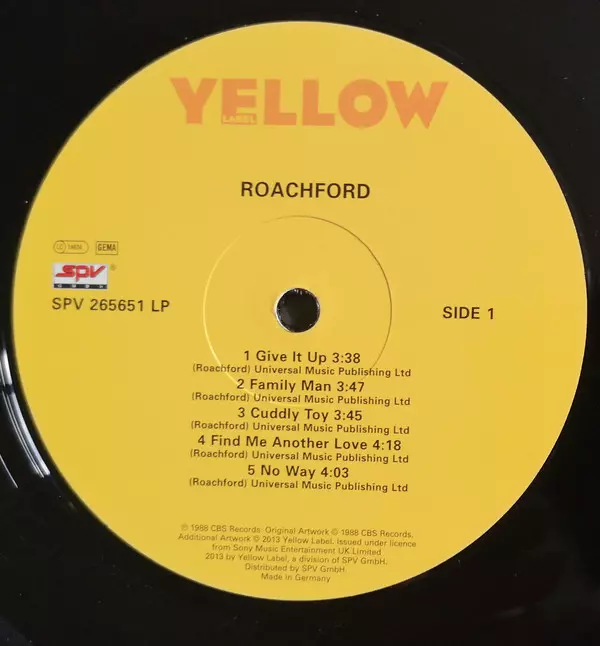 YELLOW
LABEL
ROACHFORD
GEMA
SPV
GMBH
SPV 265651 LP
SIDE 1
1 Give It Up 3:38
(Roachford) Universal Music Publishing Ltd
2 Family Man 3:47
(Roachford) Universal Music Publishing Ltd
3 Cuddly Toy 3:45
(Roachford) Universal Music Publishing Ltd
4 Find Me Another Love 4:18
(Roachford) Universal Music Publishing Ltd
5 No Way 4:03
(Roachford) Universal Music Publishing Ltd
℗ 1988 CBS Records. Original Artwork © 1988 CBS Records.
Additional Artwork © 2013 Yellow Label. Issued under licence
from Sony Music Entertainment UK Limited
2013 by Yellow Label, a division of SPV GmbH.
Distributed by SPV GmbH.
Made in Germany